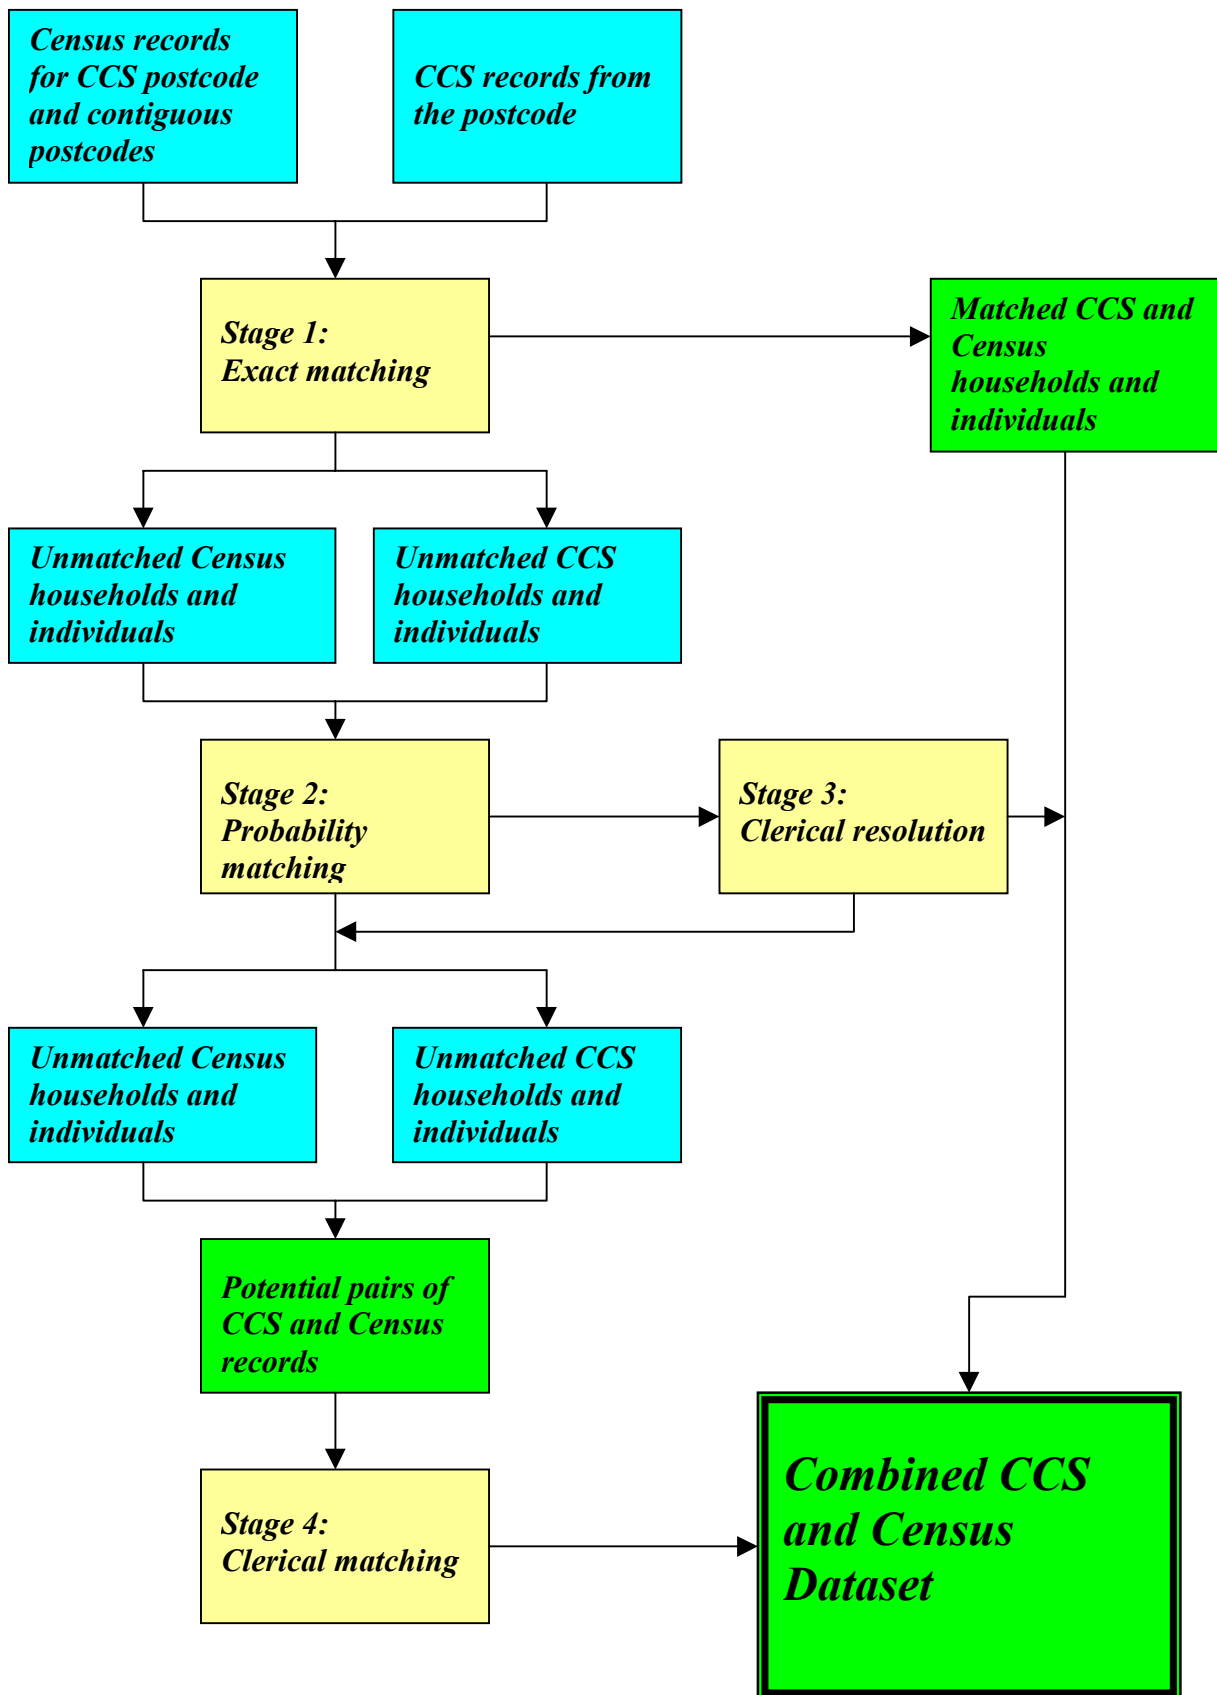 Census records
for CCS postcode
and contiguous
postcodes
CCS records from
the postcode
Stage 1:
Exact matching
Matched CCS and
Census
households and
individuals
Unmatched Census
households and
individuals
Unmatched CCS
households and
individuals
Stage 2:
Probability
matching
Stage 3:
Clerical resolution
Unmatched Census
households and
individuals
Unmatched CCS
households and
individuals
Potential pairs of
CCS and Census
records
Stage 4:
Clerical matching
Combined CCS
and Census
Dataset